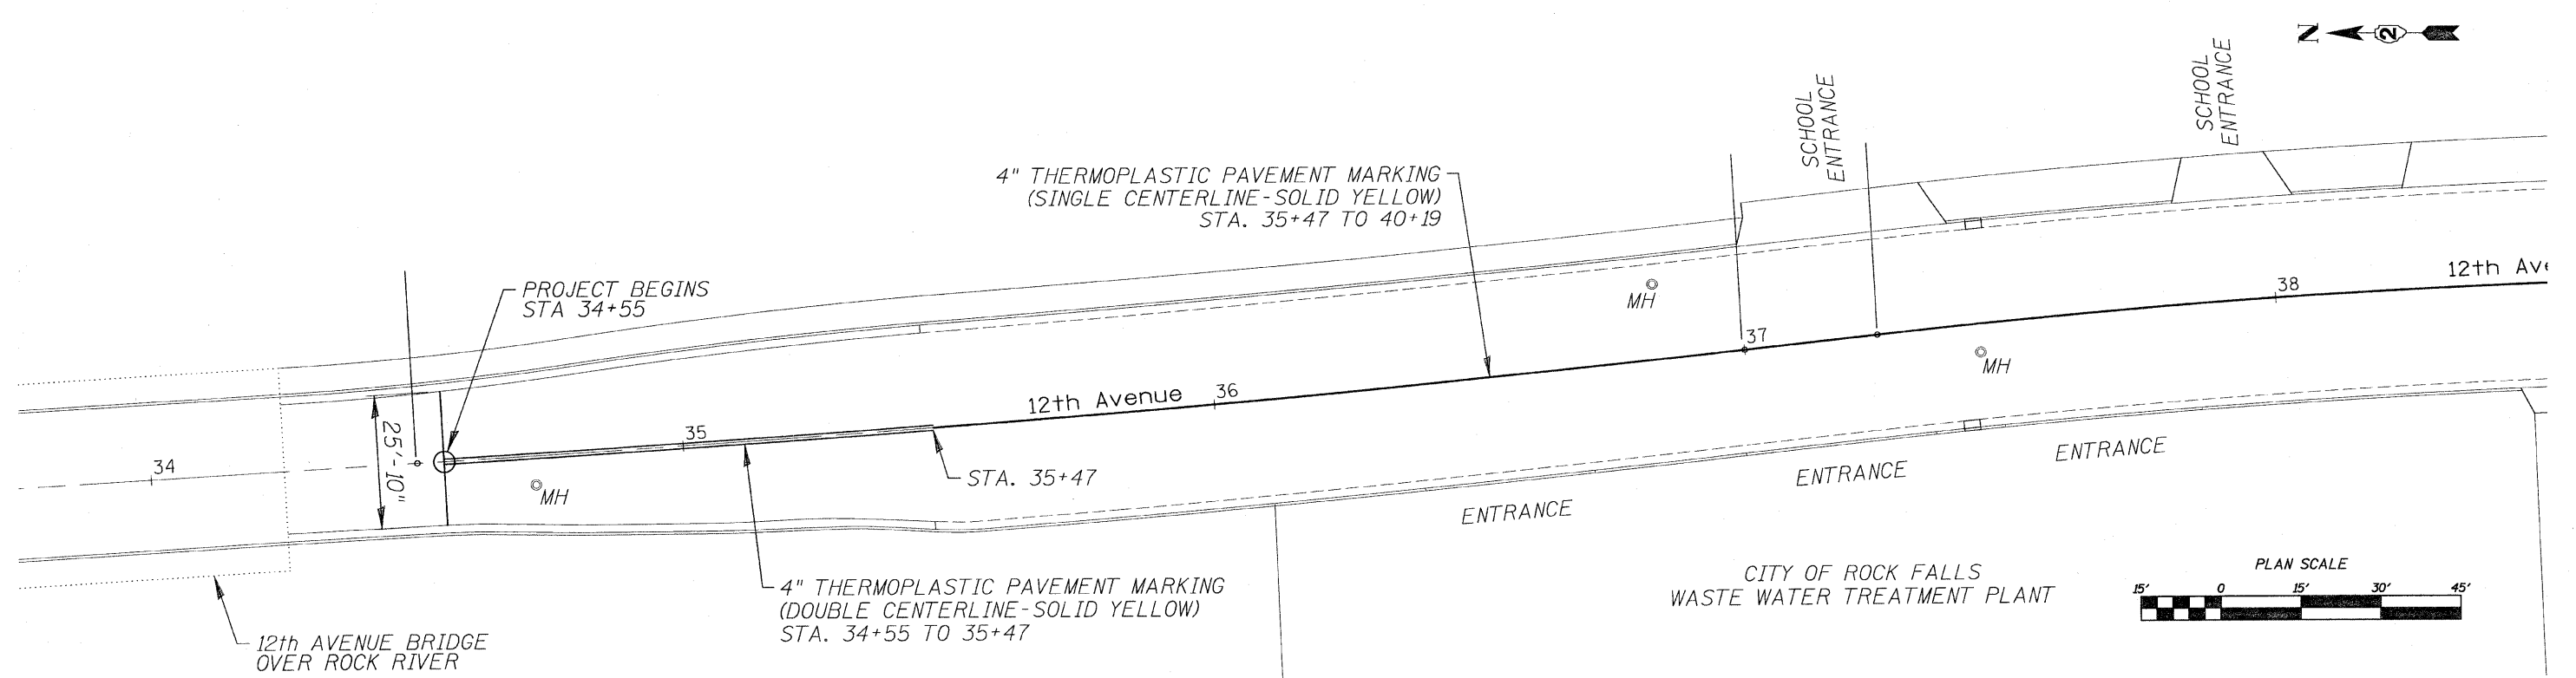 N
2
SCHOOL
ENTRANCE
SCHOOL
ENTRANCE
4" THERMOPLASTIC PAVEMENT MARKING
(SINGLE CENTERLINE-SOLID YELLOW)
STA. 35+47 TO 40+19
PROJECT BEGINS
STA 34+55
MH
12th Ave
38
37
MH
12th Avenue
36
35
34
25'-10"
MH
STA. 35+47
ENTRANCE
ENTRANCE
ENTRANCE
4" THERMOPLASTIC PAVEMENT MARKING
(DOUBLE CENTERLINE-SOLID YELLOW)
STA. 34+55 TO 35+47
12th AVENUE BRIDGE
OVER ROCK RIVER
CITY OF ROCK FALLS
WASTE WATER TREATMENT PLANT
PLAN SCALE
15' 0 15' 30' 45'